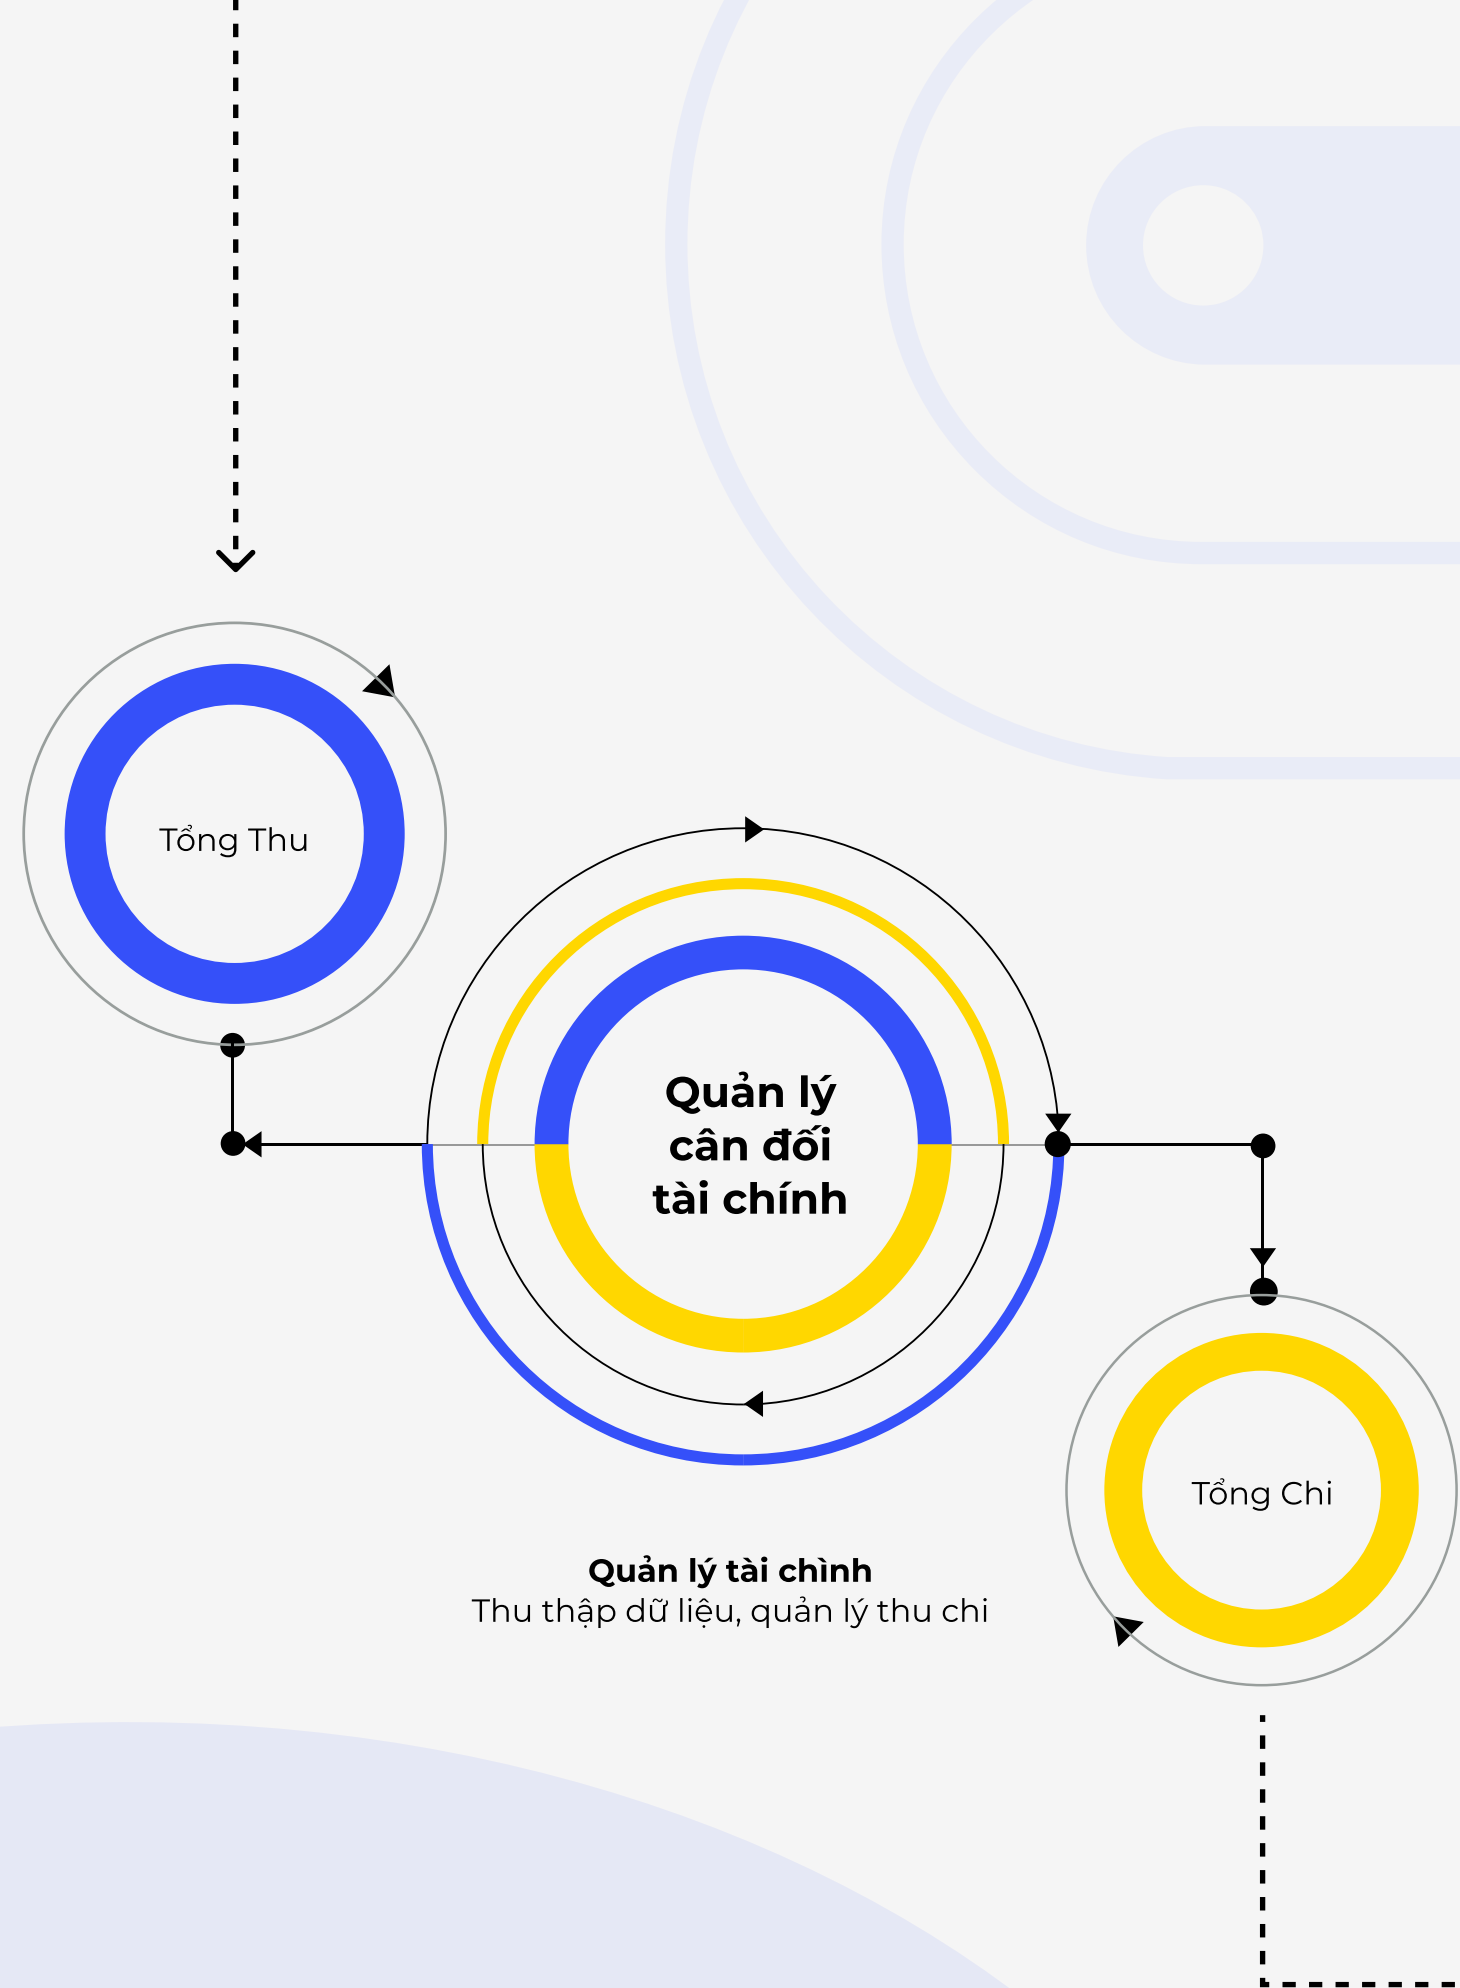 Tổng Thu
Quản lý
cân đối
tài chính
Tổng Chi
Quản lý tài chình
Thu thập dữ liệu, quản lý thu chi